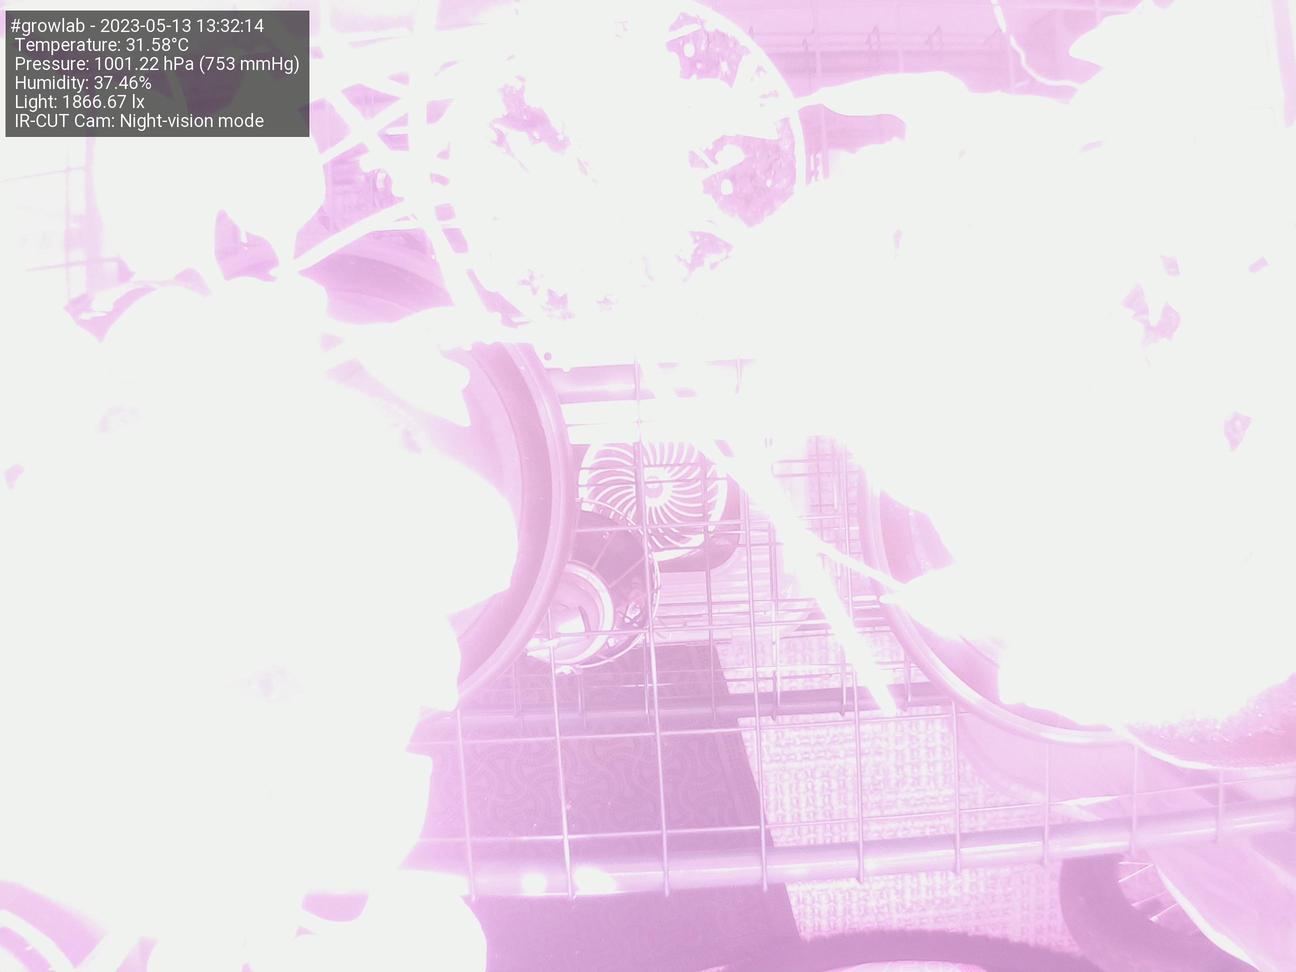 #growlab - 2023-05-13 13:32:14
Temperature: 31.58°C
Pressure: 1001.22 hPa (753 mmHg)
Humidity: 37.46%
Light: 1866.67 lx
IR-CUT Cam: Night-vision mode